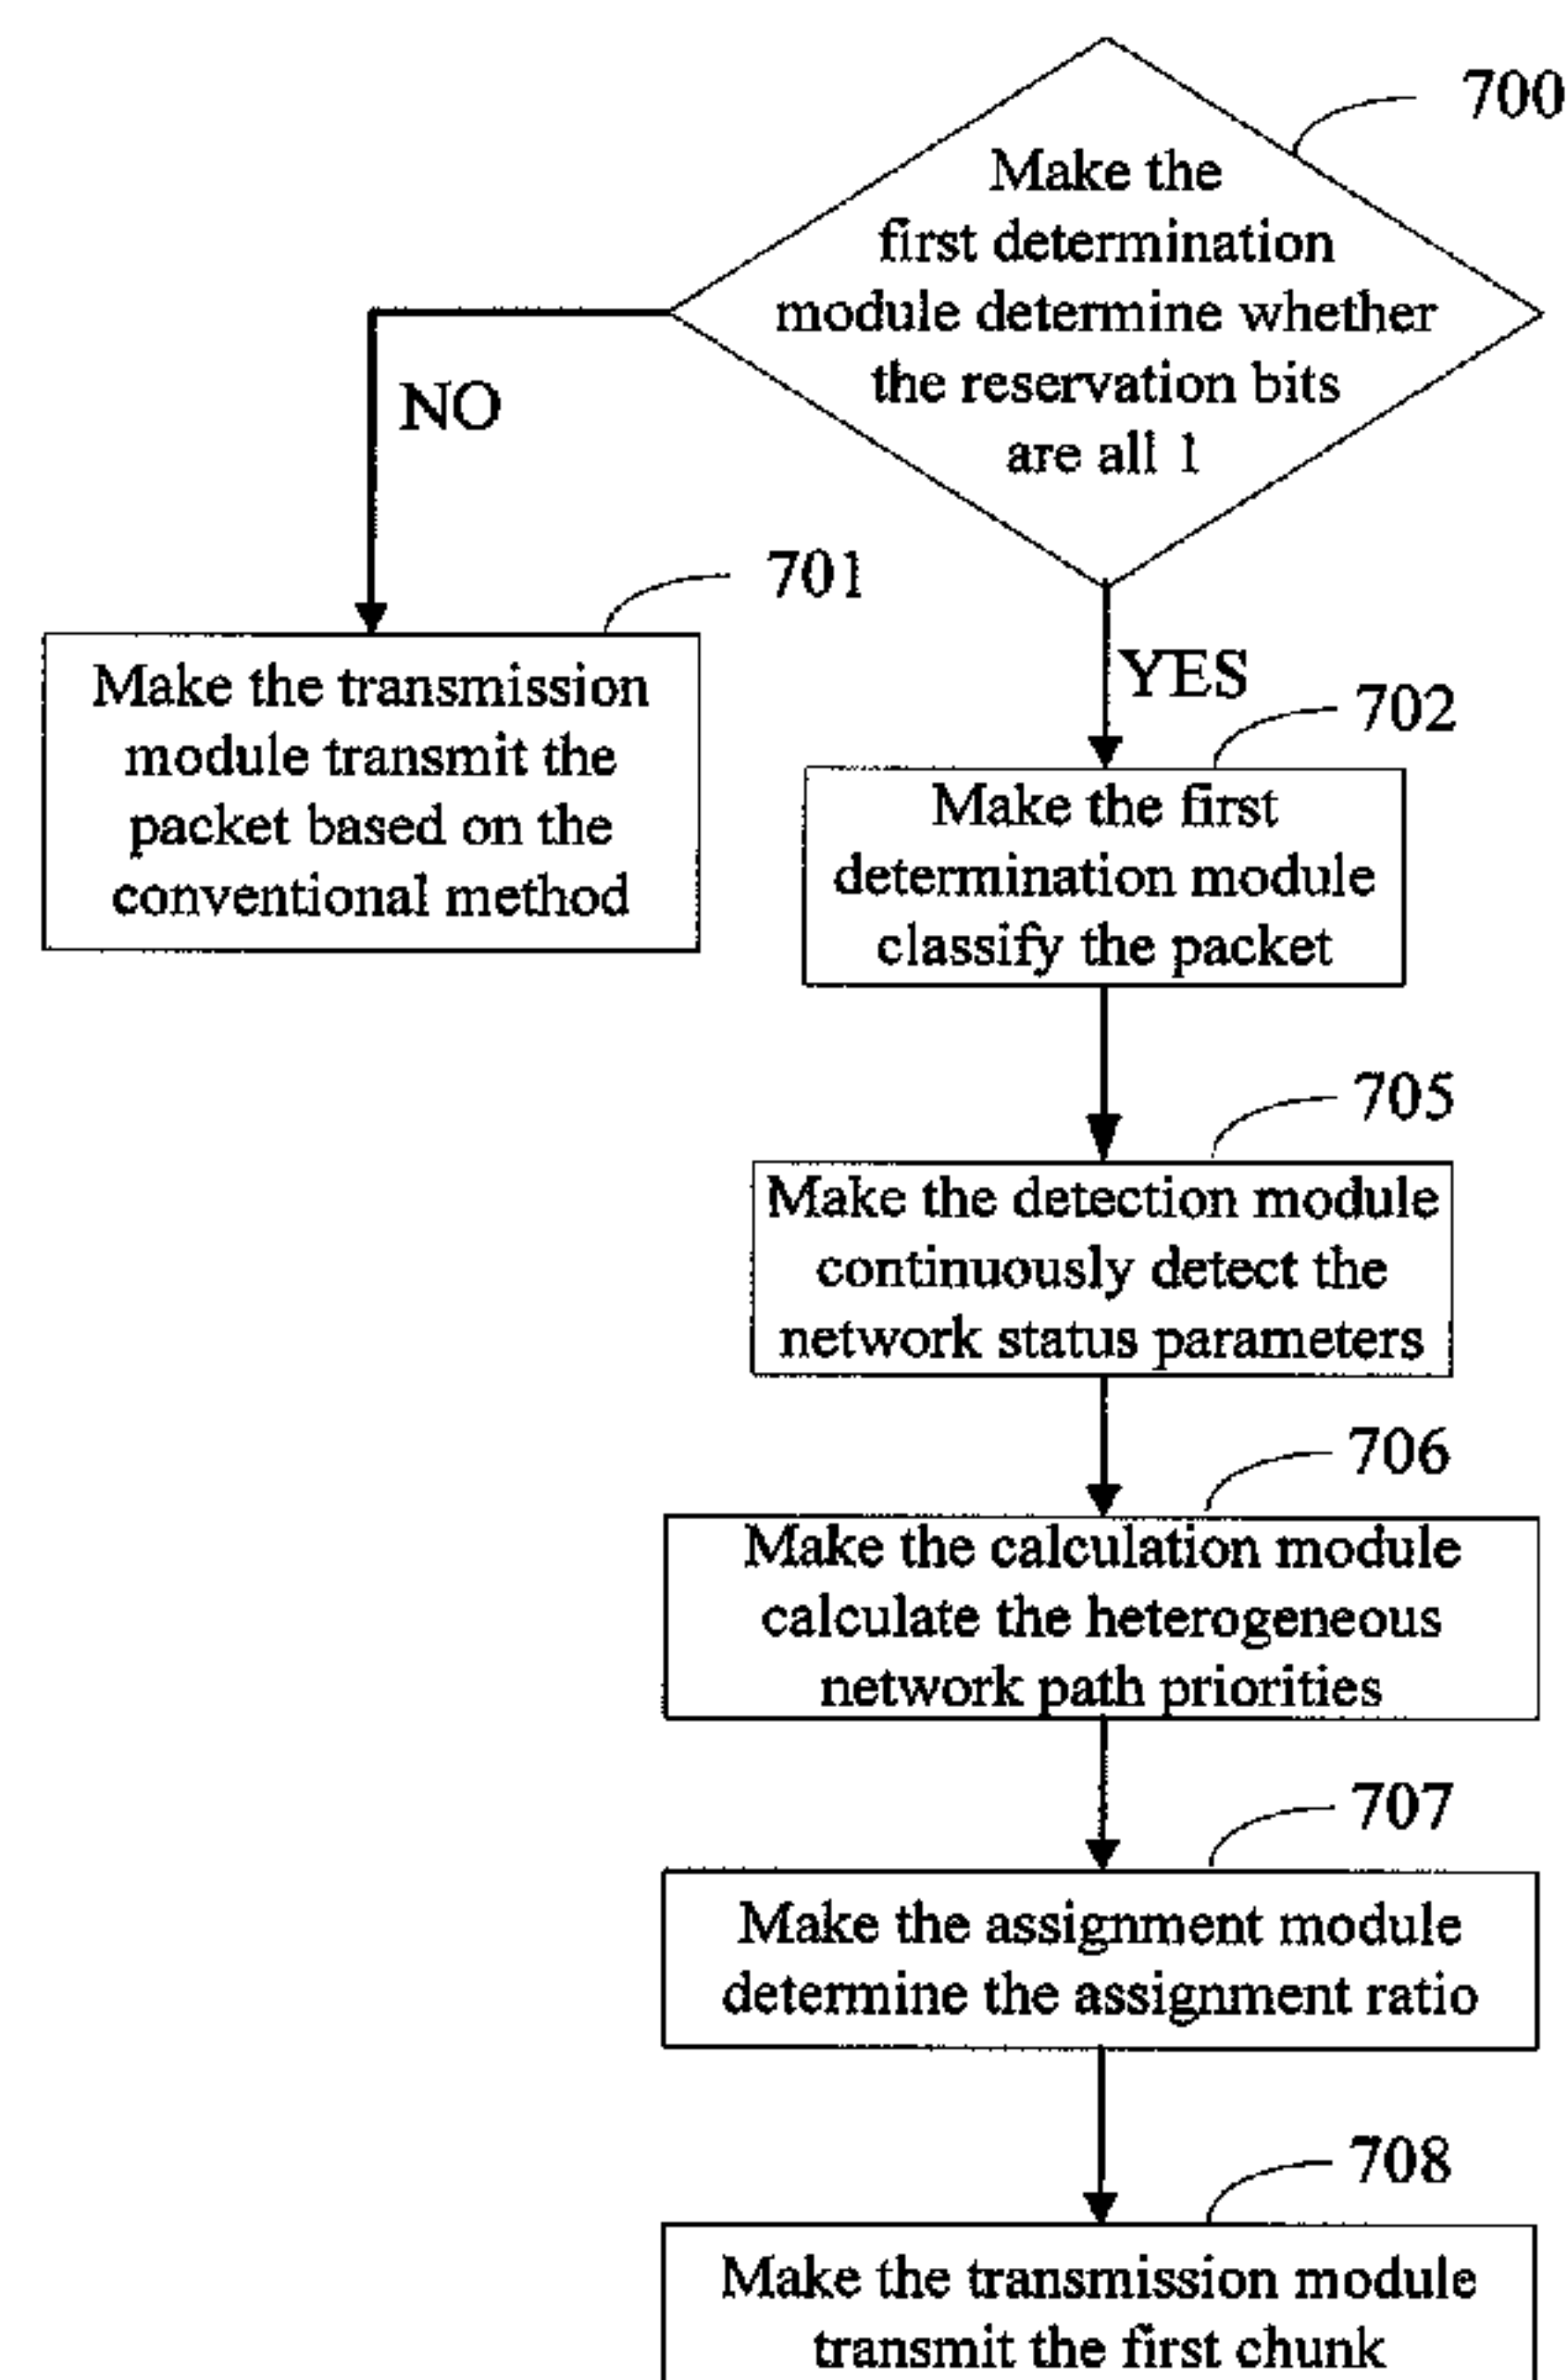 700
Make the
first determination
module determine whether
the reservation bits
are all 1
NO
701
Make the transmission
module transmit the
packet based on the
conventional method
YES
702
Make the first
determination module
classify the packet
705
Make the detection module
continuously detect the
network status parameters
706
Make the calculation module
calculate the heterogeneous
network path priorities
707
Make the assignment module
determine the assignment ratio
708
Make the transmission module
transmit the first chunk